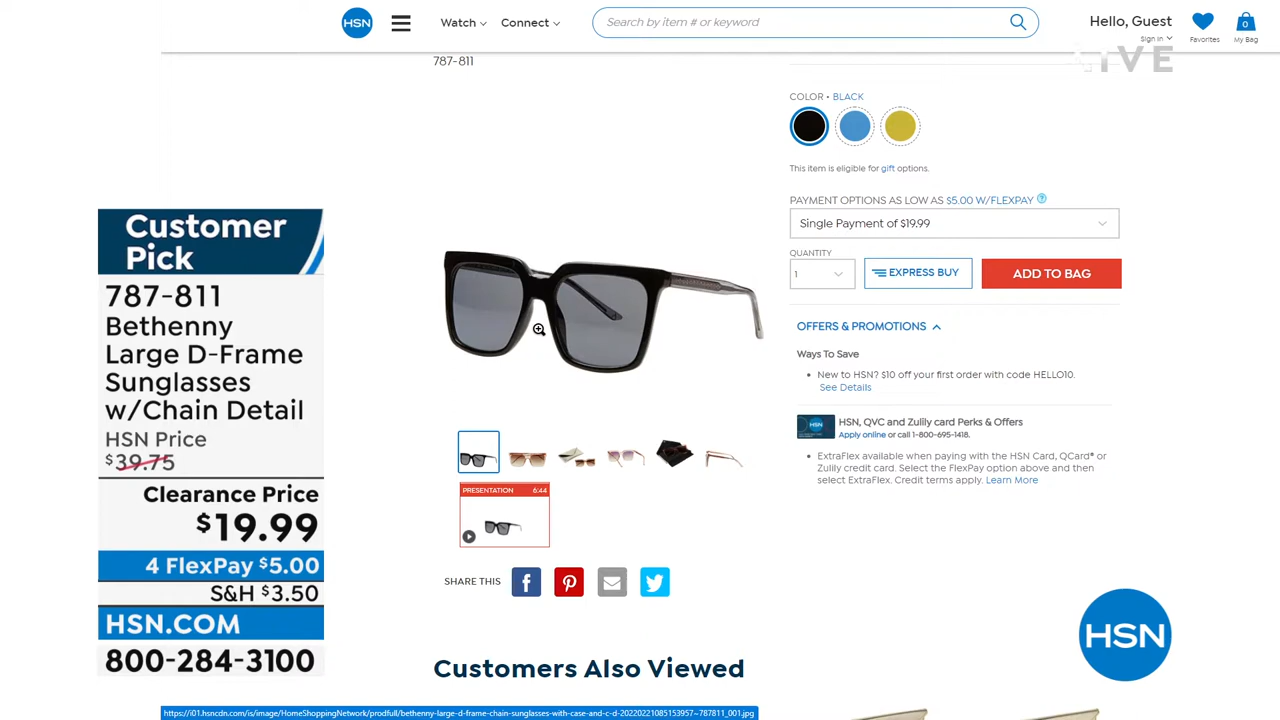 HSN
Watch
Connect
Search by item # or keyword
Hello, Guest
Sign In
Favorites
0
My Bag
LIVE
787-811
COLOR • BLACK
This item is eligible for gift options.
PAYMENT OPTIONS AS LOW AS $5.00 W/FLEXPAY ?
Single Payment of $19.99
QUANTITY
1
EXPRESS BUY
ADD TO BAG
OFFERS & PROMOTIONS
Ways To Save
• New to HSN? $10 off your first order with code HELLO10.
See Details
HSN
HSN, QVC and Zulily card Perks & Offers
Apply online or call 1-800-695-1418.
• ExtraFlex available when paying with the HSN Card, QCard® or
Zulily credit card. Select the FlexPay option above and then
select ExtraFlex. Credit terms apply. Learn More
Customer
Pick
787-811
Bethenny
Large D-Frame
Sunglasses
w/Chain Detail
HSN Price
$39.75
Clearance Price
$19.99
4 FlexPay $5.00
S&H $3.50
HSN.COM
800-284-3100
PRESENTATION 6:44
SHARE THIS
HSN
Customers Also Viewed
https://i01.hsncdn.com/is/image/HomeShoppingNetwork/prodfull/bethenny-large-d-frame-chain-sunglasses-with-case-and-c-d-20220221085153957~787811_001.jpg